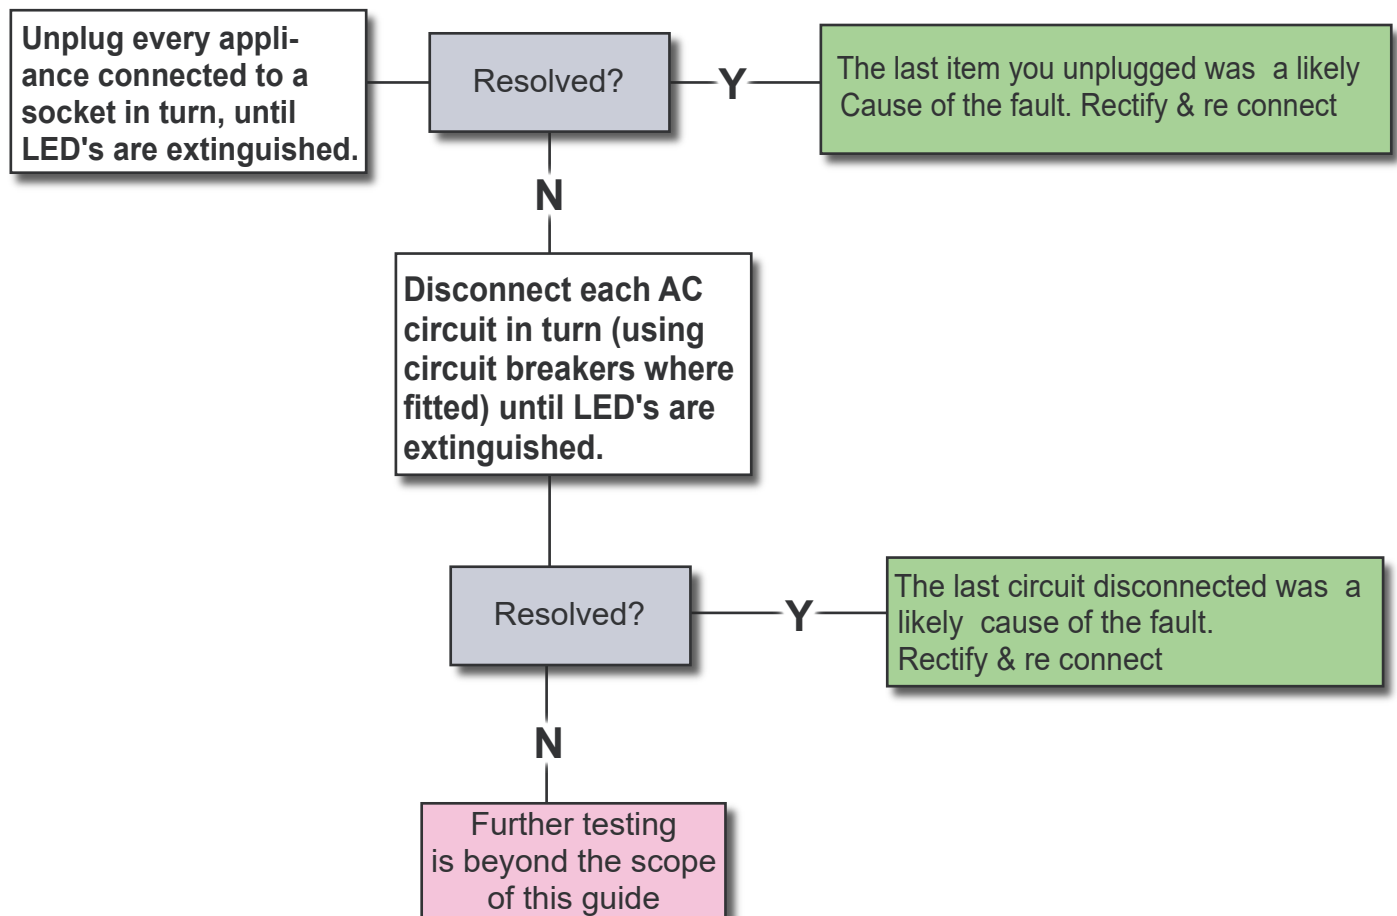 Unplug every appli-
ance connected to a
socket in turn, until
LED's are extinguished.
Resolved?
Y
The last item you unplugged was a likely
Cause of the fault. Rectify & re connect
N
Disconnect each AC
circuit in turn (using
circuit breakers where
fitted) until LED's are
extinguished.
Resolved?
Y
The last circuit disconnected was a
likely cause of the fault.
Rectify & re connect
N
Further testing
is beyond the scope
of this guide